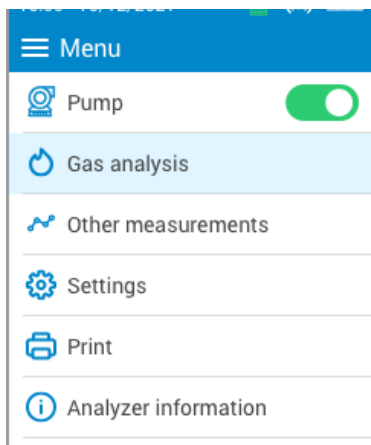 Menu
Pump
Gas analysis
Other measurements
Settings
Print
Analyzer information